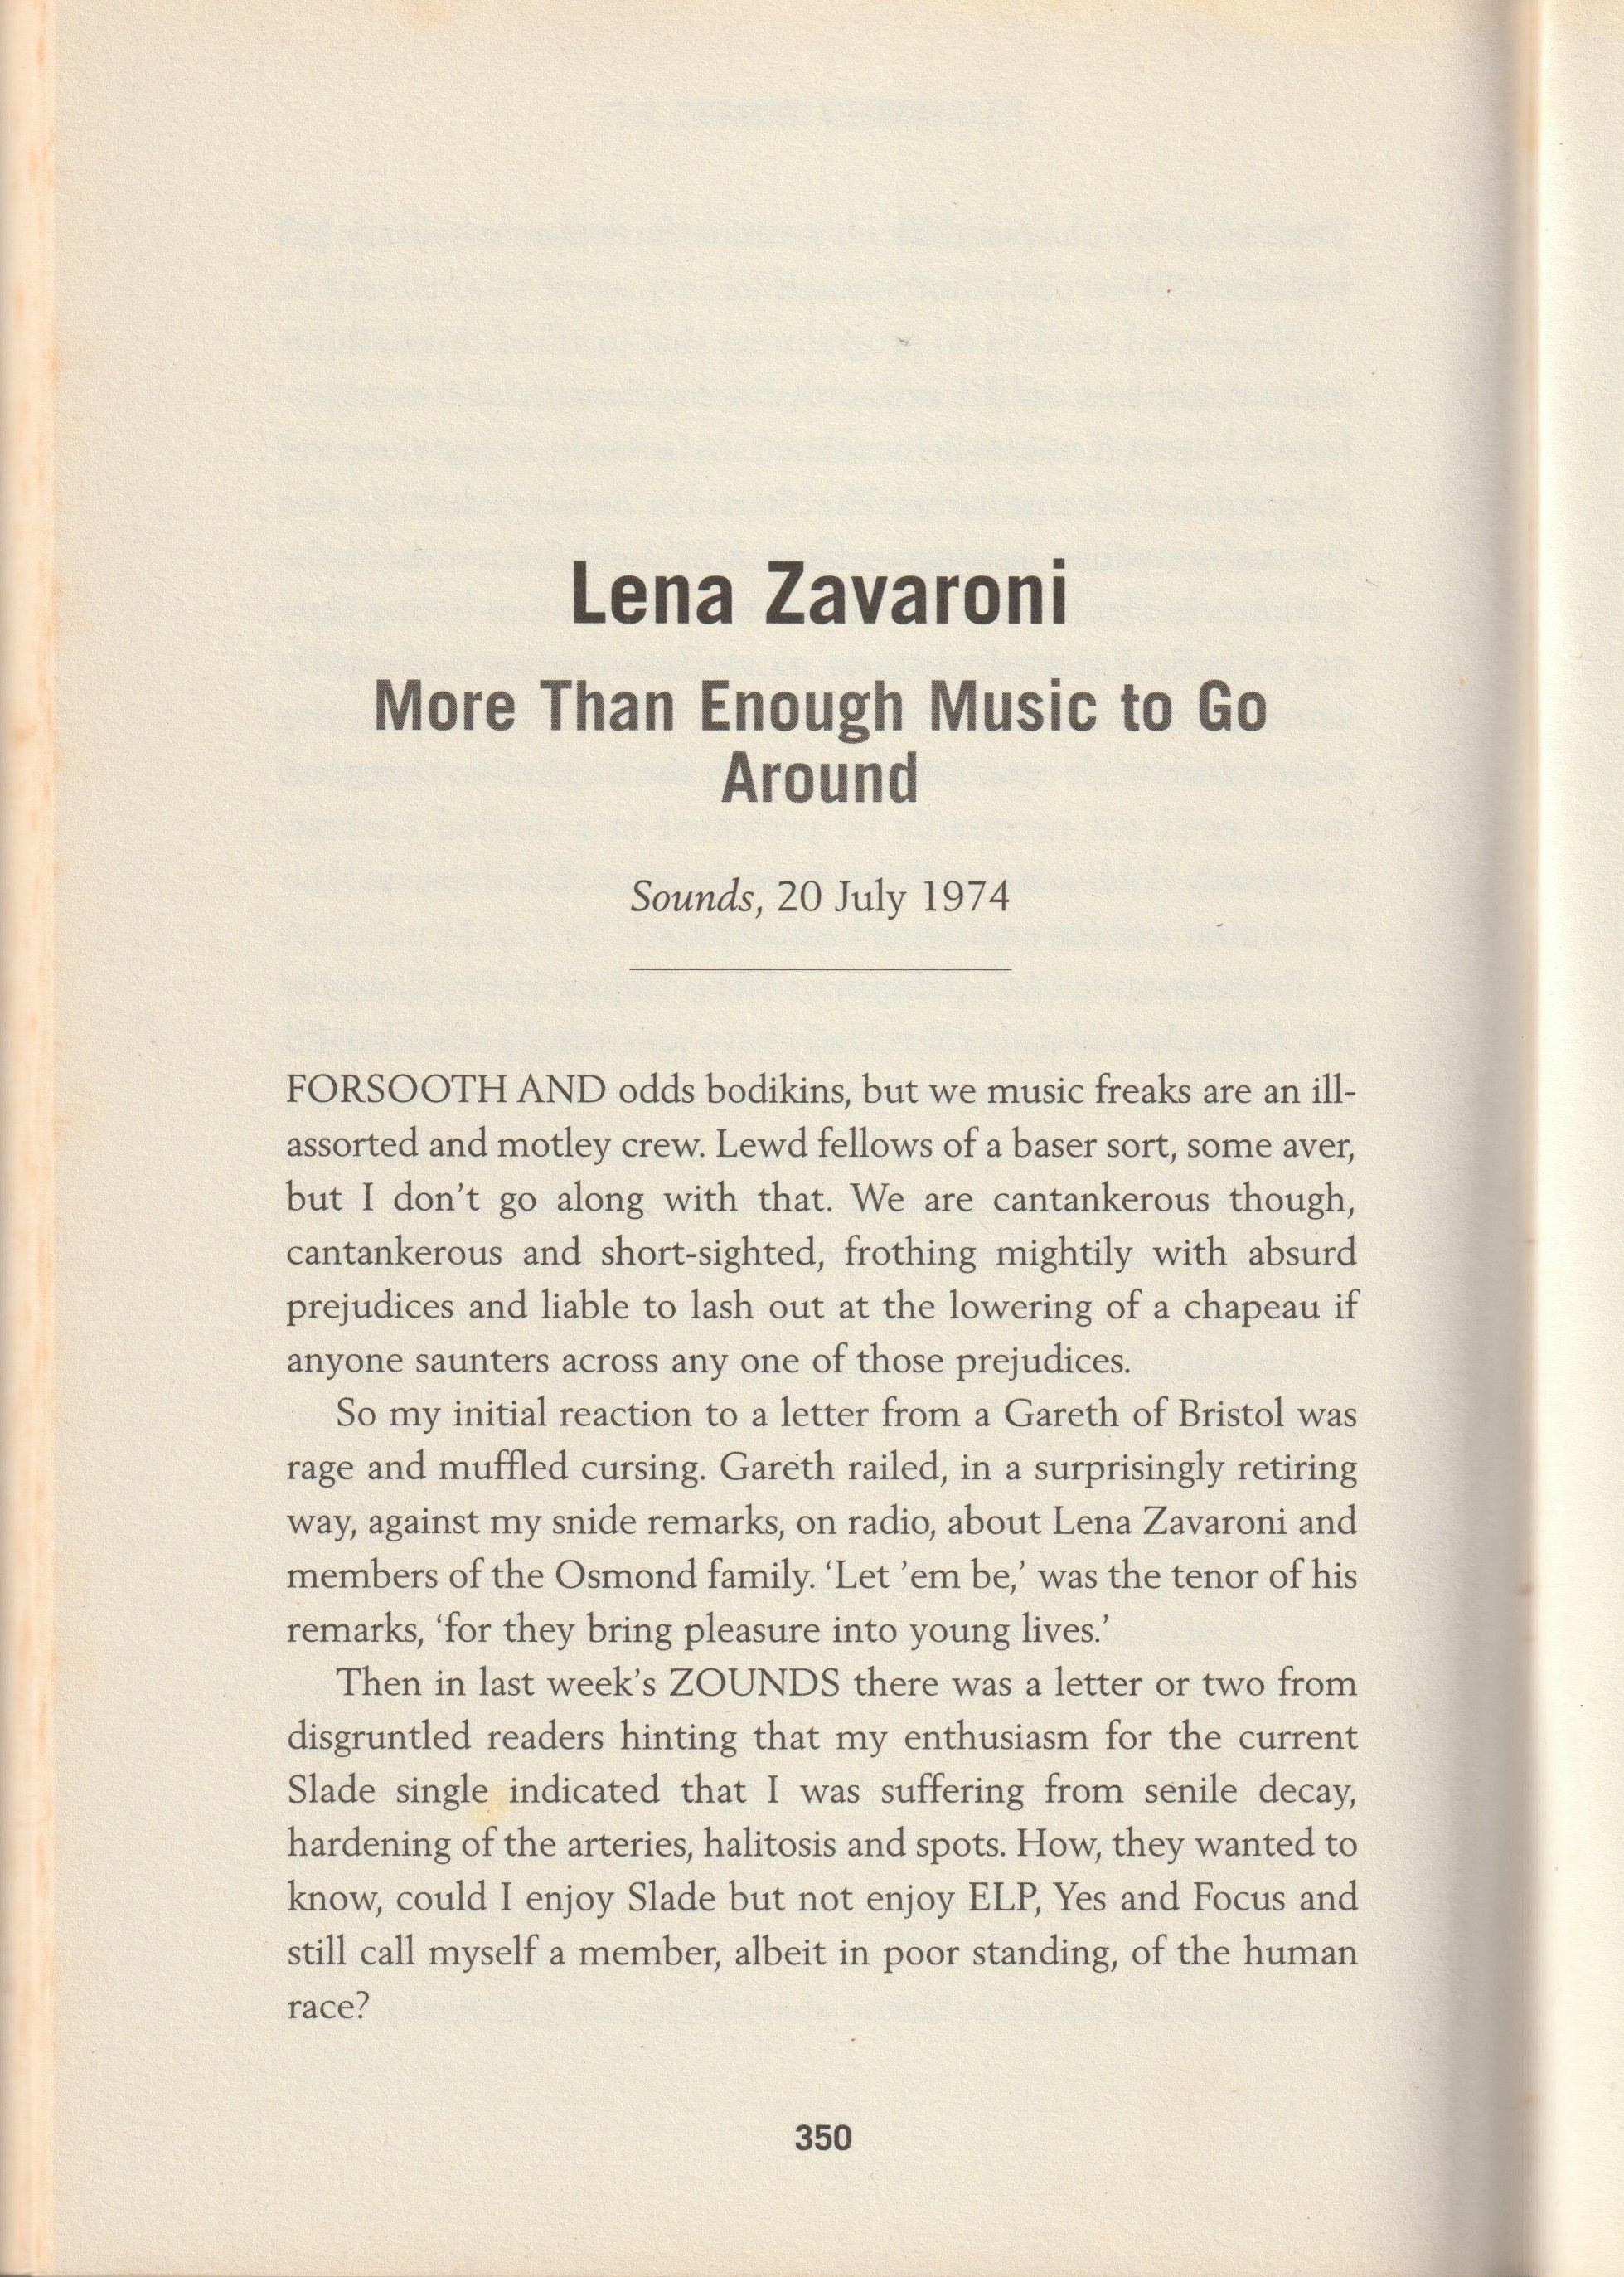 Lena Zavaroni
More Than Enough Music to Go
Around
Sounds, 20 July 1974
FORSOOTH AND odds bodikins, but we music freaks are an ill-
assorted and motley crew. Lewd fellows of a baser sort, some aver,
but I don’t go along with that. We are cantankerous though,
cantankerous and short-sighted, frothing mightily with absurd
prejudices and liable to lash out at the lowering of a chapeau if
anyone saunters across any one of those prejudices.
So my initial reaction to a letter from a Gareth of Bristol was
rage and muffled cursing. Gareth railed, in a surprisingly retiring
way, against my snide remarks, on radio, about Lena Zavaroni and
members of the Osmond family. ‘Let ’em be,’ was the tenor of his
remarks, ‘for they bring pleasure into young lives.’
Then in last week’s ZOUNDS there was a letter or two from
disgruntled readers hinting that my enthusiasm for the current
Slade single indicated that I was suffering from senile decay,
hardening of the arteries, halitosis and spots. How, they wanted to
know, could I enjoy Slade but not enjoy ELP, Yes and Focus and
still call myself a member, albeit in poor standing, of the human
race?
350